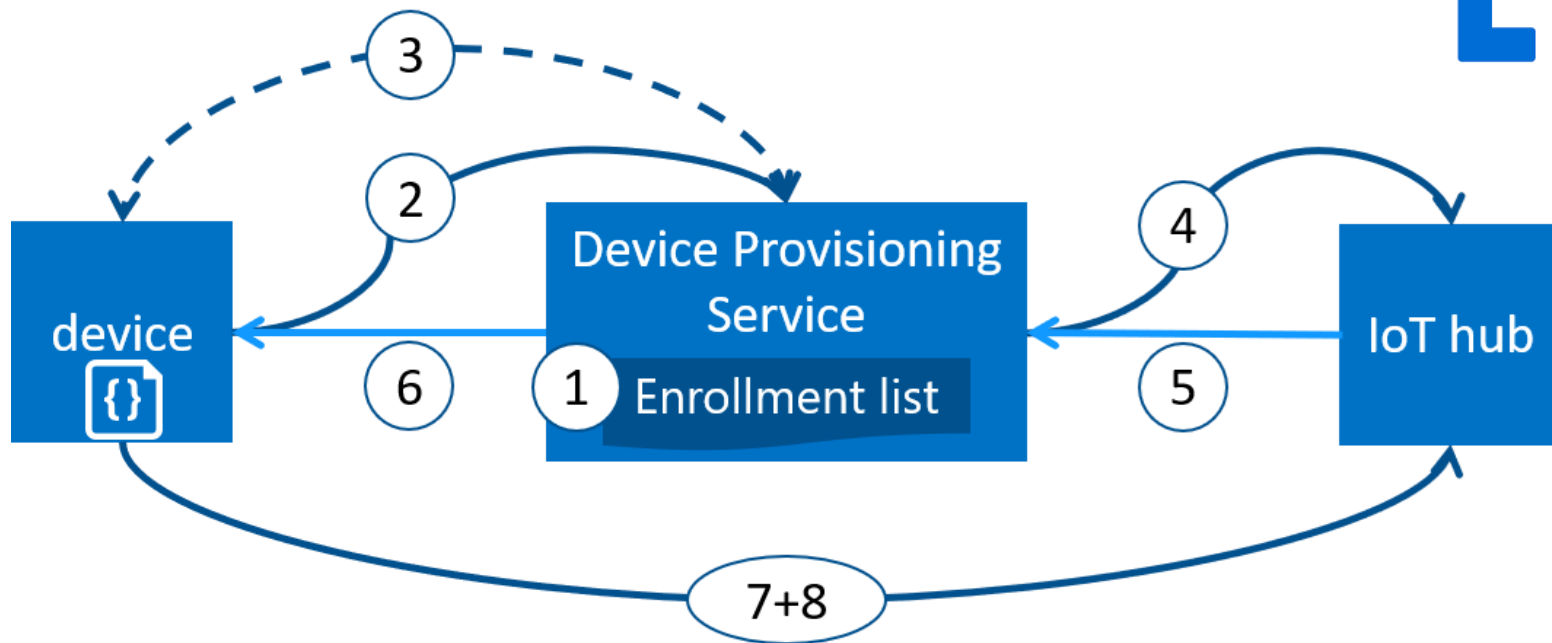 3
2
4
Device Provisioning
Service
device
IoT hub
{}
6
1
Enrollment list
5
7+8